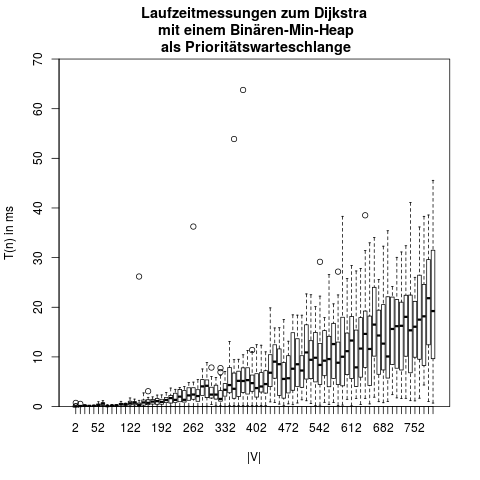 Laufzeitmessungen zum Dijkstra
mit einem Binären-Min-Heap
als Prioritätswarteschlange
T(n) in ms
70
60
50
40
30
20
10
0
2 52 122 192 262 332 402 472 542 612 682 752
|V|